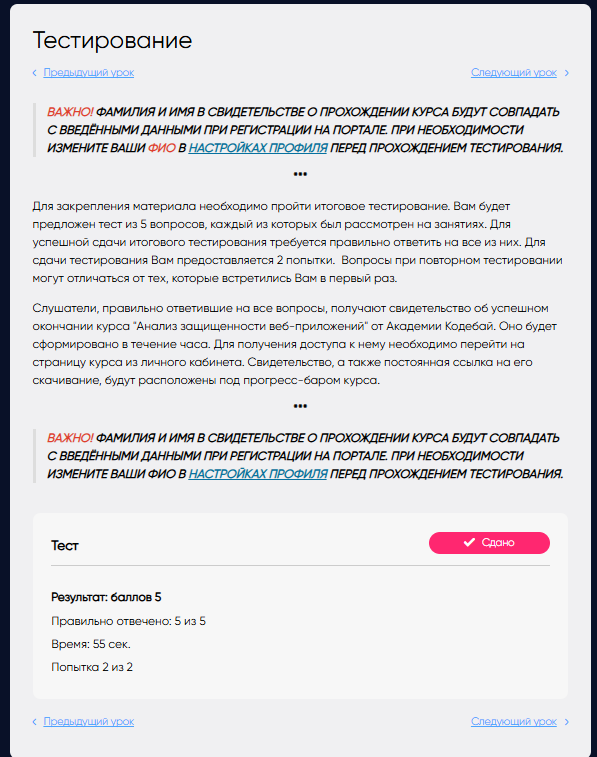 Тестирование
Предыдущий урок
Следующий урок
ВАЖНО! ФАМИЛИЯ И ИМЯ В СВИДЕТЕЛЬСТВЕ О ПРОХОЖДЕНИИ КУРСА БУДУТ СОВПАДАТЬ
С ВВЕДЁННЫМИ ДАННЫМИ ПРИ РЕГИСТРАЦИИ НА ПОРТАЛЕ. ПРИ НЕОБХОДИМОСТИ
ИЗМЕНИТЕ ВАШИ ФИО В НАСТРОЙКАХ ПРОФИЛЯ ПЕРЕД ПРОХОЖДЕНИЕМ ТЕСТИРОВАНИЯ.
•••
Для закрепления материала необходимо пройти итоговое тестирование. Вам будет
предложен тест из 5 вопросов, каждый из которых был рассмотрен на занятиях. Для
успешной сдачи итогового тестирования требуется правильно ответить на все из них. Для
сдачи тестирования Вам предоставляется 2 попытки. Вопросы при повторном тестировании
могут отличаться от тех, которые встретились Вам в первый раз.
Слушатели, правильно ответившие на все вопросы, получают свидетельство об успешном
окончании курса "Анализ защищенности веб-приложений" от Академии Кодебай. Оно будет
сформировано в течение часа. Для получения доступа к нему необходимо перейти на
страницу курса из личного кабинета. Свидетельство, а также постоянная ссылка на его
скачивание, будут расположены под прогресс-баром курса.
•••
ВАЖНО! ФАМИЛИЯ И ИМЯ В СВИДЕТЕЛЬСТВЕ О ПРОХОЖДЕНИИ КУРСА БУДУТ СОВПАДАТЬ
С ВВЕДЁННЫМИ ДАННЫМИ ПРИ РЕГИСТРАЦИИ НА ПОРТАЛЕ. ПРИ НЕОБХОДИМОСТИ
ИЗМЕНИТЕ ВАШИ ФИО В НАСТРОЙКАХ ПРОФИЛЯ ПЕРЕД ПРОХОЖДЕНИЕМ ТЕСТИРОВАНИЯ.
Тест
Сдано
Результат: баллов 5
Правильно отвечено: 5 из 5
Время: 55 сек.
Попытка 2 из 2
Предыдущий урок
Следующий урок